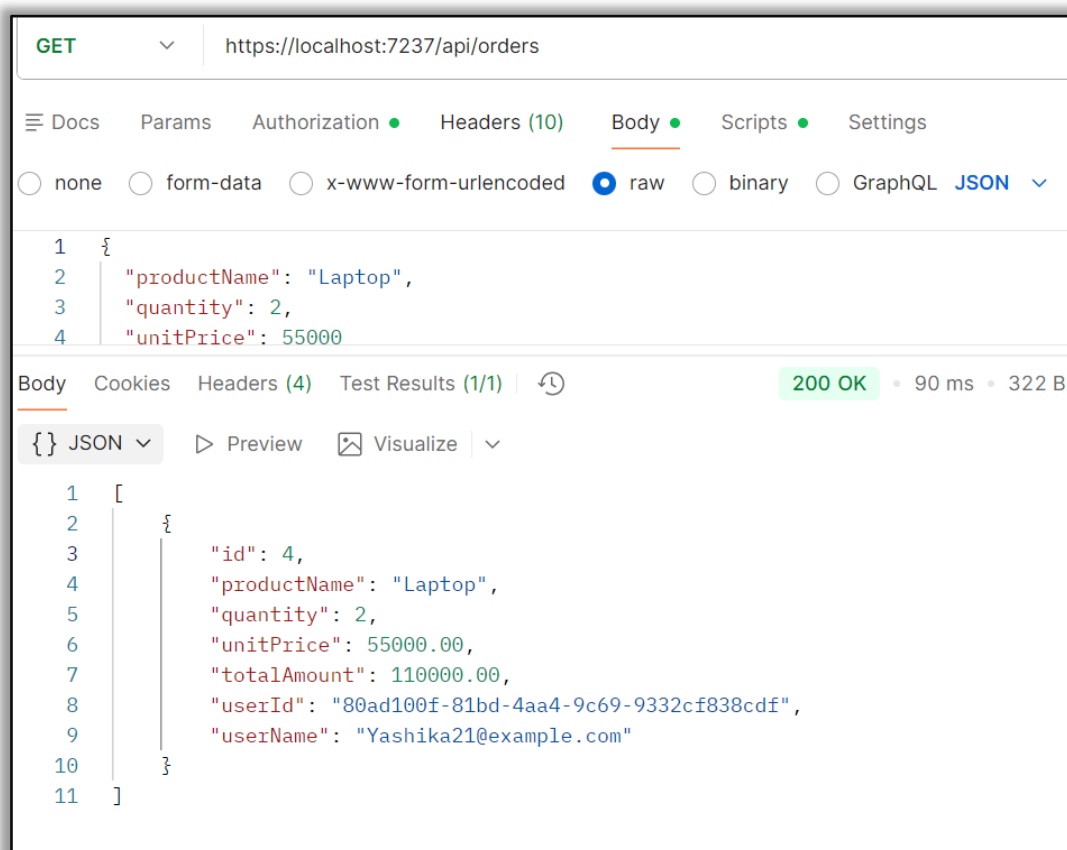 GET https://localhost:7237/api/orders
Docs Params Authorization Headers (10) Body Scripts Settings
none form-data x-www-form-urlencoded raw binary GraphQL JSON
1 {
2 "productName": "Laptop",
3 "quantity": 2,
4 "unitPrice": 55000
Body Cookies Headers (4) Test Results (1/1) 200 OK • 90 ms • 322 B
{} JSON Preview Visualize
1 [
2 {
3 "id": 4,
4 "productName": "Laptop",
5 "quantity": 2,
6 "unitPrice": 55000.00,
7 "totalAmount": 110000.00,
8 "userId": "80ad100f-81bd-4aa4-9c69-9332cf838cdf",
9 "userName": "Yashika21@example.com"
10 }
11 ]